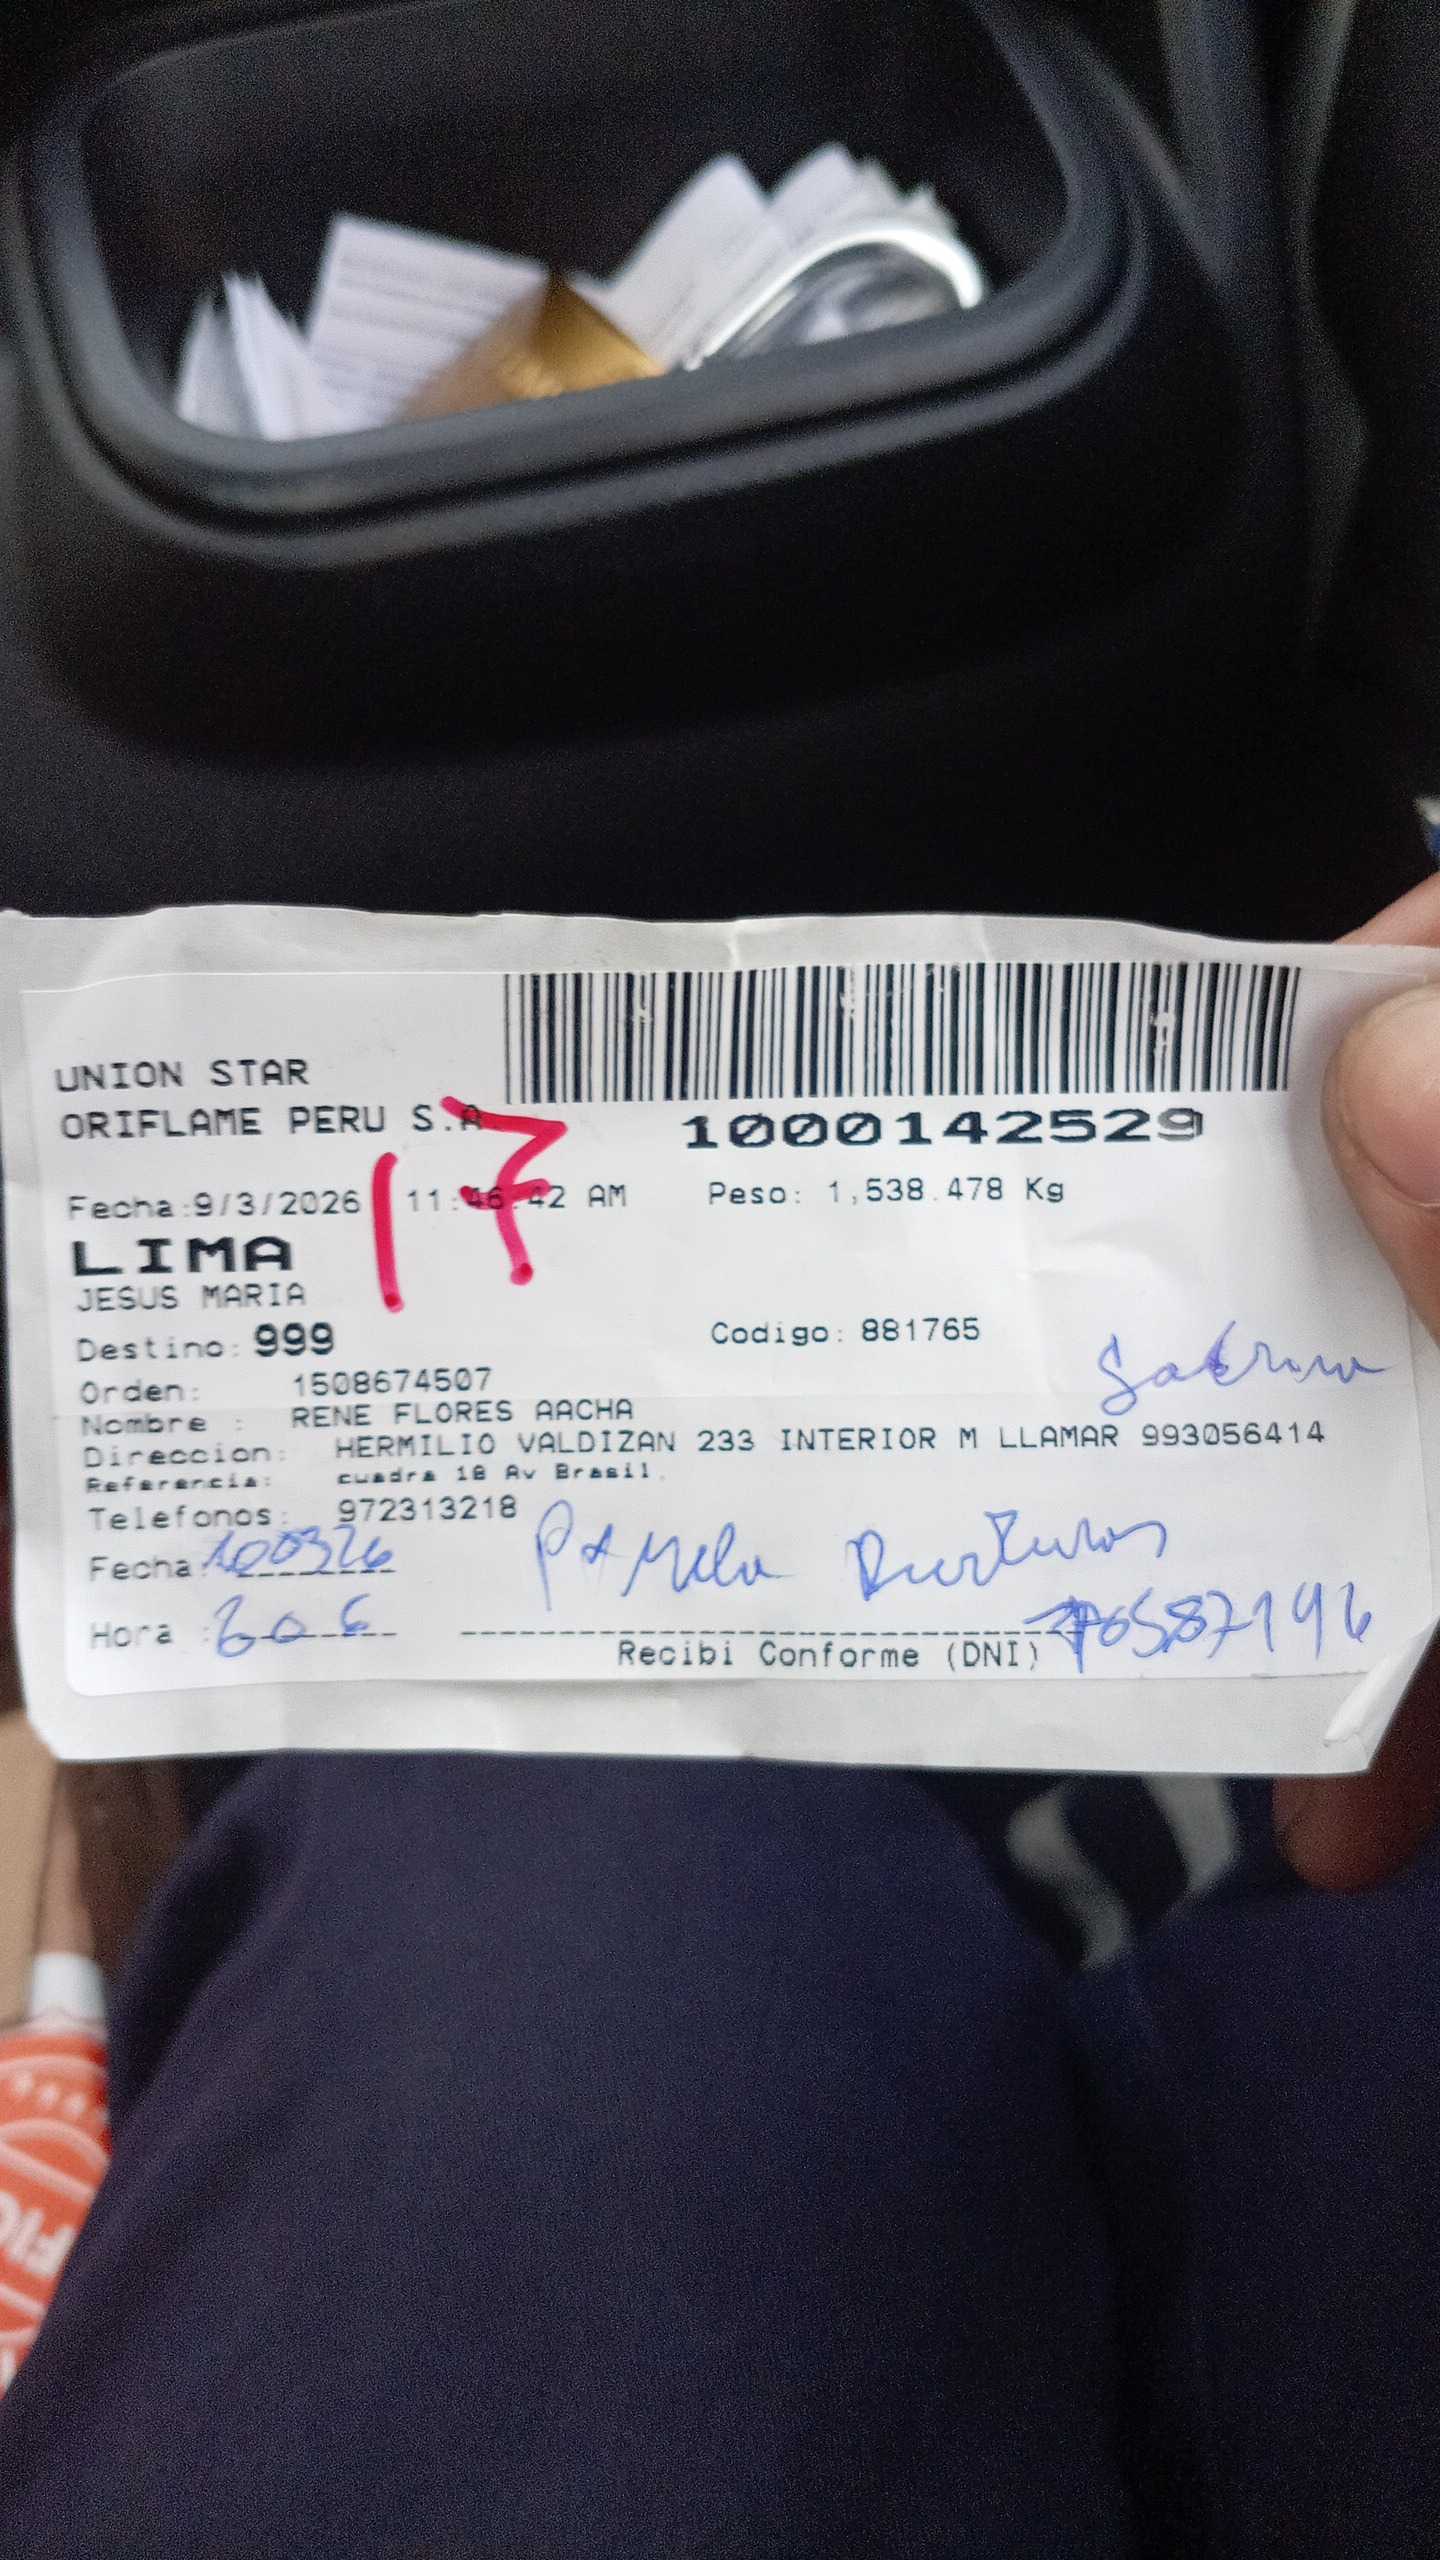 UNION STAR
ORIFLAME PERU S.A.
1000142529
17
Fecha:9/3/2026 11:46:42 AM Peso: 1,538.478 Kg
LIMA
JESUS MARIA
Destino: 999 Codigo: 881765
Orden: 1508674507
Nombre : RENE FLORES AACHA
Direccion: HERMILIO VALDIZAN 233 INTERIOR M LLAMAR 993056414
Referencia: cuadra 18 Av Brasil.
Telefonos: 972313218
Fecha: 100326
Pamela
Hora :
Recibi Conforme (DNI)